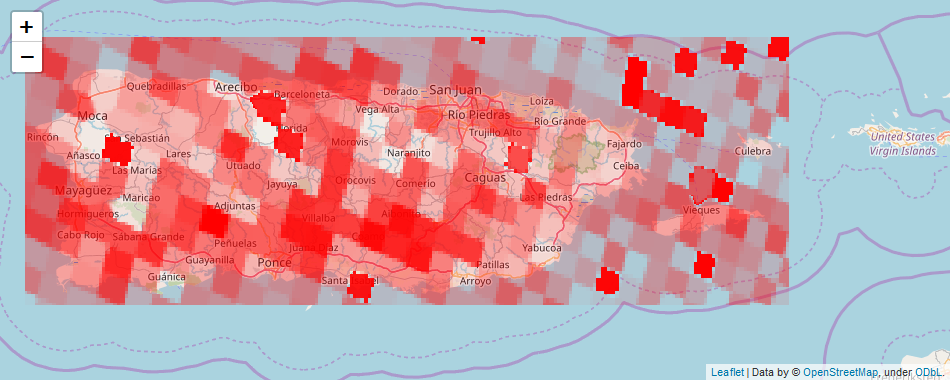 +
−
Quebradillas
Arecibo
Barceloneta
Dorado
San Juan
Loíza
Moca
Vega Alta
Río Piedras
Río Grande
Rincón
Sebastián
Florida
Morovis
Trujillo Alto
Fajardo
Culebra
United States
Virgin Islands
Añasco
Lares
Naranjito
Ceiba
Las Marías
Utuado
Mayagüez
Maricao
Jayuya
Orocovis
Comerío
Caguas
Las Piedras
Hormigueros
Adjuntas
Villalba
Vieques
Cabo Rojo
Sabana Grande
Peñuelas
Juana Díaz
Yabucoa
Guayanilla
Ponce
Patillas
Guánica
Arroyo
Leaflet | Data by © OpenStreetMap, under ODbL.